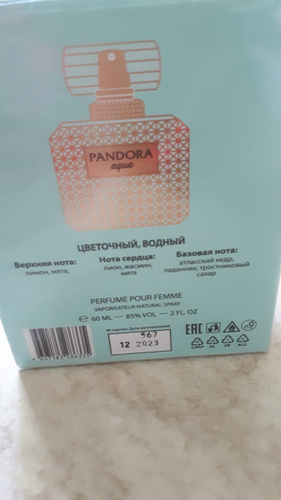 PANDORA
aqua
ЦВЕТОЧНЫЙ, ВОДНЫЙ
Верхняя нота:
лимон, мята,
Нота сердца:
пион, жасмин,
мята
Базовая нота:
атласский кедр,
ладанник, тростниковый
сахар
PERFUME POUR FEMME
VAPORISATEUR NATURAL SPRAY
e 60 ML — 85% VOL — 2 FL. OZ
567
12 2023
EAC